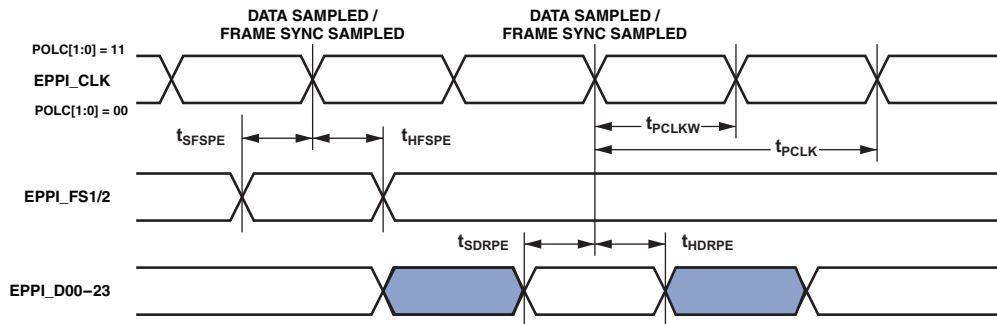 DATA SAMPLED /
FRAME SYNC SAMPLED
DATA SAMPLED /
FRAME SYNC SAMPLED
POLC[1:0] = 11
EPPI_CLK
POLC[1:0] = 00
tSFSPE
tHFSPE
tPCLKW
tPCLK
EPPI_FS1/2
tSDRPE
tHDRPE
EPPI_D00–23